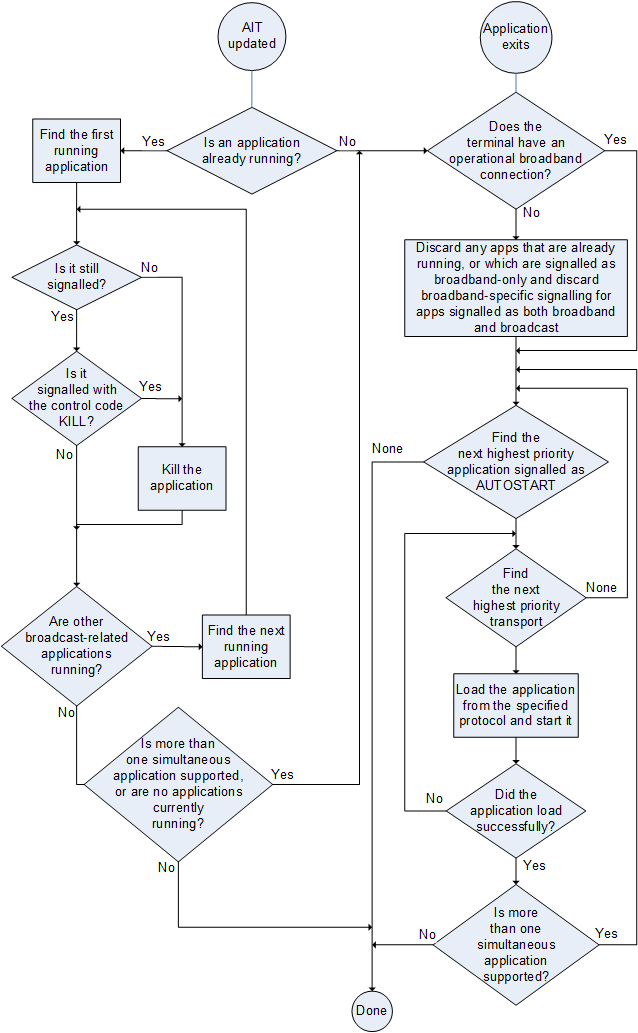 AIT
updated
Application
exits
Is an application
already running?
Yes
No
Find the first
running
application
Does the
terminal have an
operational broadband
connection?
Yes
No
Discard any apps that are already
running, or which are signalled as
broadband-only and discard
broadband-specific signalling for
apps signalled as both broadband
and broadcast
Is it still
signalled?
No
Yes
Is it
signalled with
the control code
KILL?
Yes
No
Kill the
application
Find the
next highest priority
application signalled as
AUTOSTART
None
Find
the next
highest priority
transport
None
Are other
broadcast-related
applications
running?
Yes
No
Find the next
running
application
Load the application
from the specified
protocol and start it
Is more than
one simultaneous
application supported,
or are no applications
currently
running?
Yes
No
Did the
application load
successfully?
No
Yes
Is more
than one
simultaneous
application
supported?
No
Yes
Done